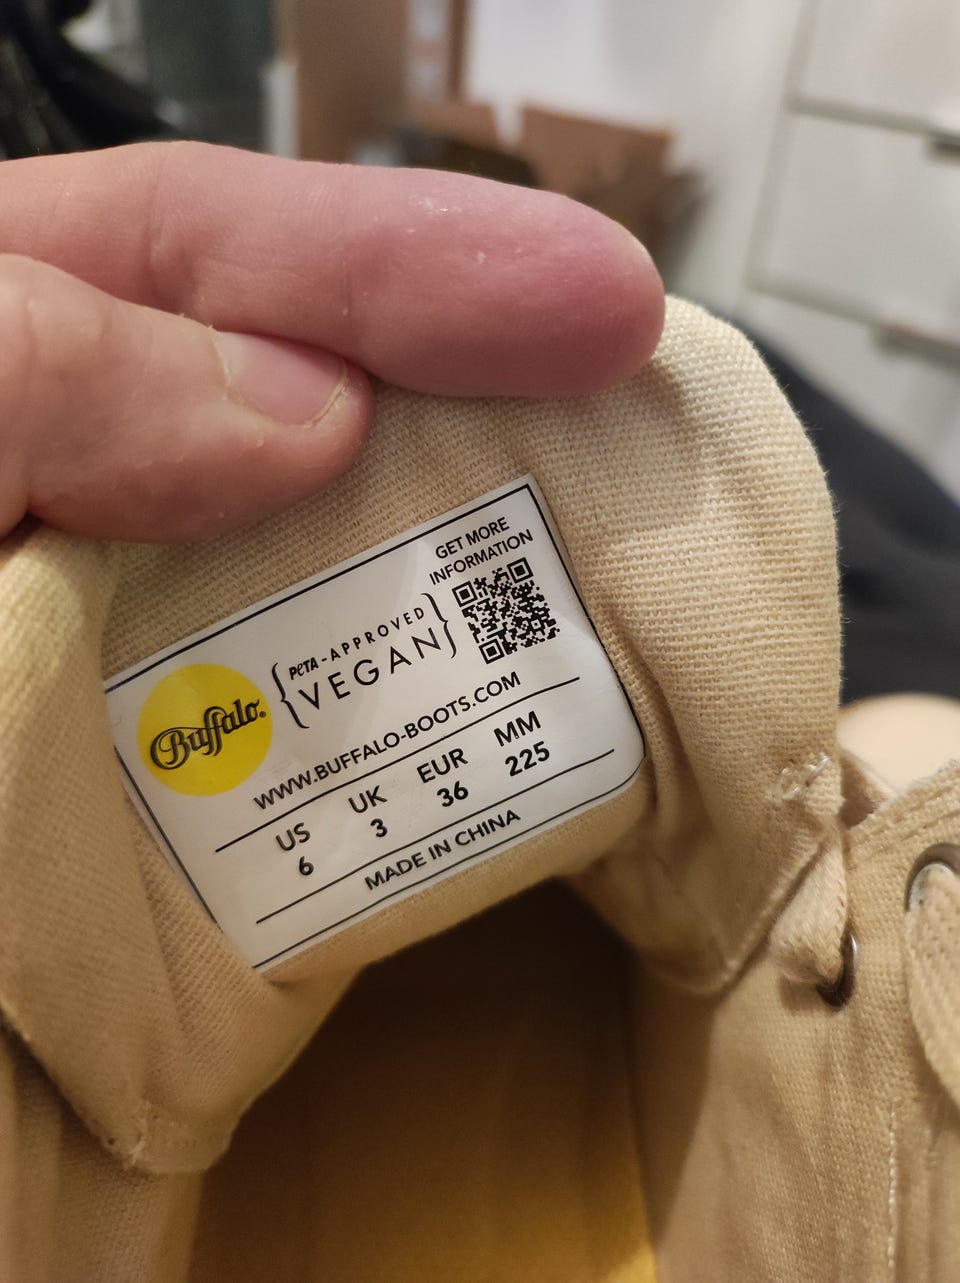 GET MORE
INFORMATION
Buffalo®
PETA-APPROVED
VEGAN
WWW.BUFFALO-BOOTS.COM
US UK EUR MM
6 3 36 225
MADE IN CHINA